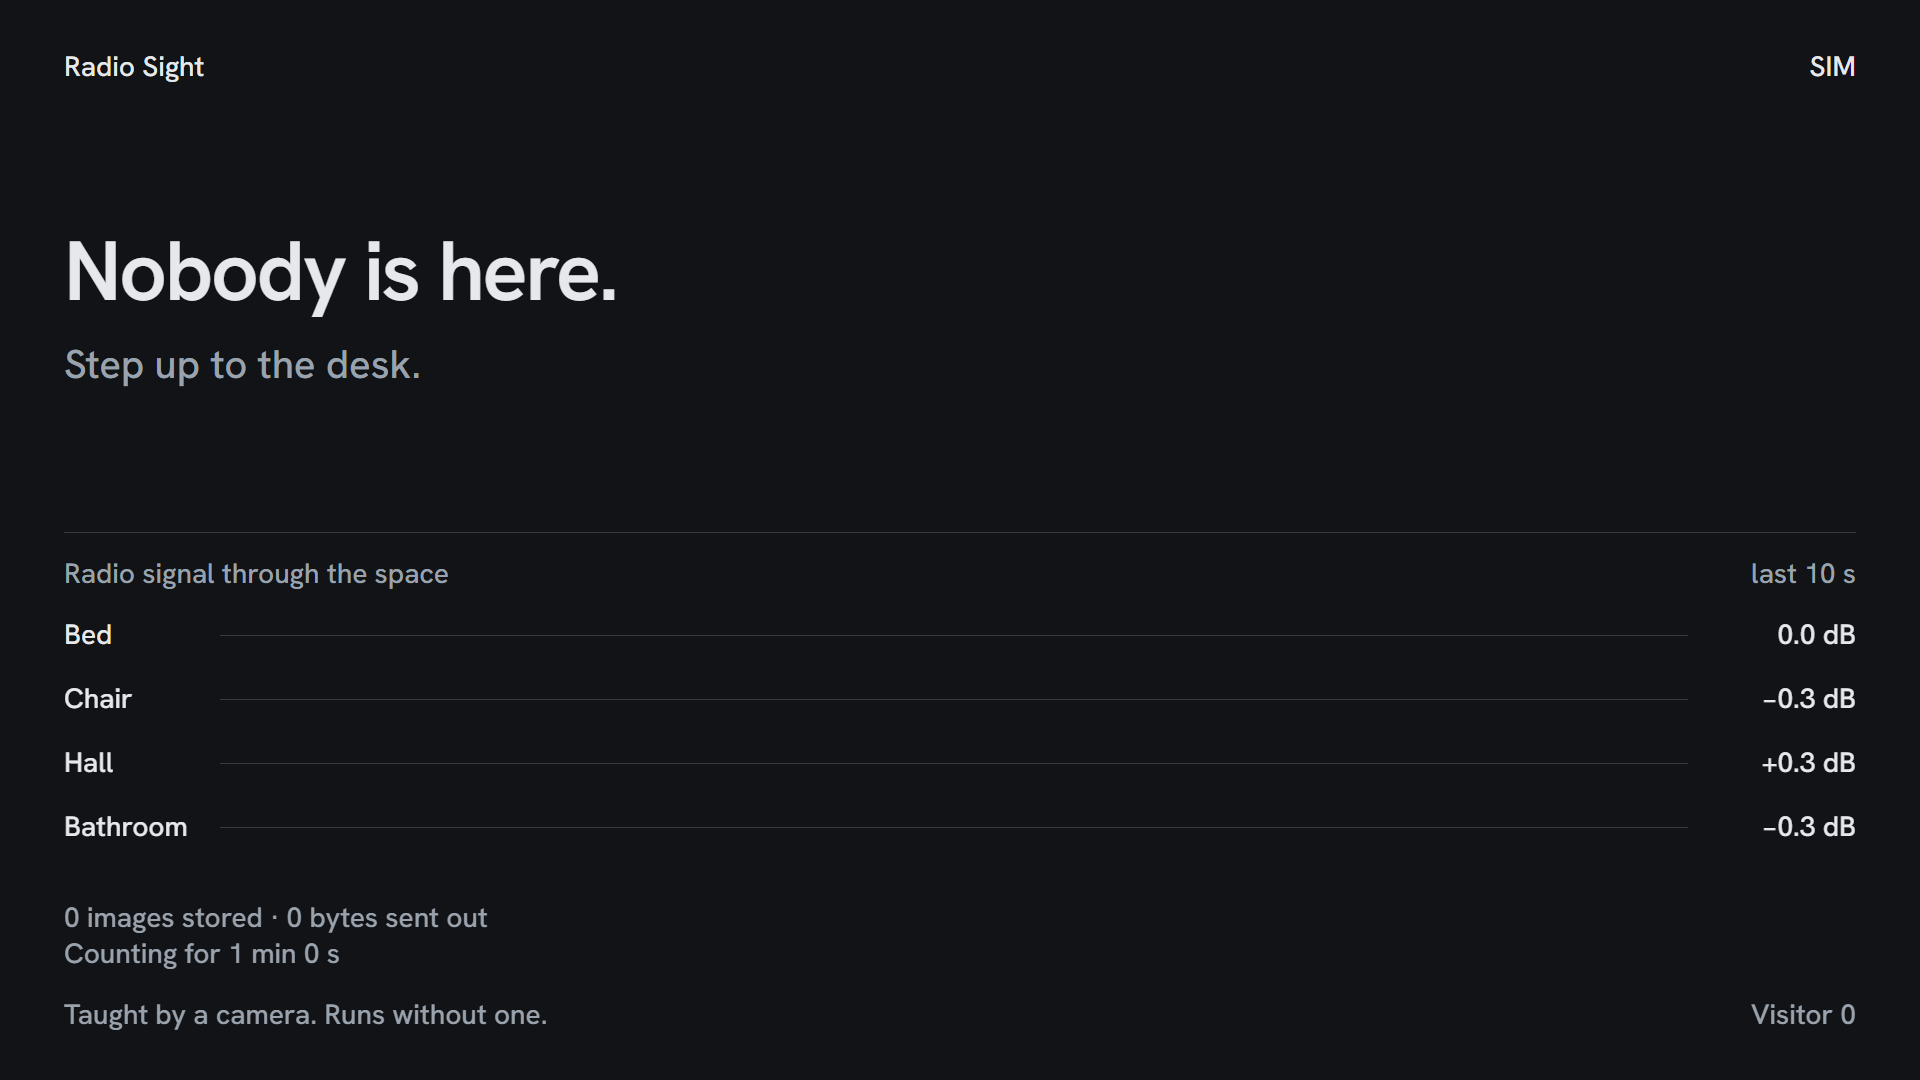 Radio Sight
SIM
Nobody is here.
Step up to the desk.
Radio signal through the space
last 10 s
Bed
0.0 dB
Chair
−0.3 dB
Hall
+0.3 dB
Bathroom
−0.3 dB
0 images stored · 0 bytes sent out
Counting for 1 min 0 s
Taught by a camera. Runs without one.
Visitor 0